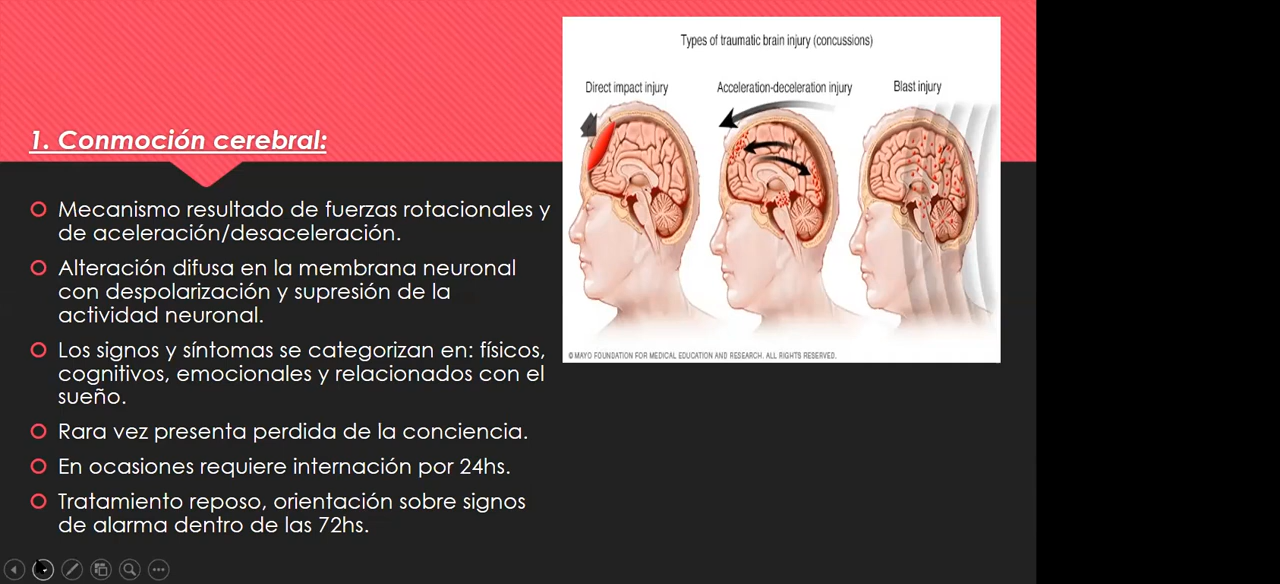 1. Conmoción cerebral:
Mecanismo resultado de fuerzas rotacionales y
de aceleración/desaceleración.
Alteración difusa en la membrana neuronal
con despolarización y supresión de la
actividad neuronal.
Los signos y síntomas se categorizan en: físicos,
cognitivos, emocionales y relacionados con el
sueño.
Rara vez presenta perdida de la conciencia.
En ocasiones requiere internación por 24hs.
Tratamiento reposo, orientación sobre signos
de alarma dentro de las 72hs.
Types of traumatic brain injury (concussions)
Direct impact injury
Acceleration-deceleration injury
Blast injury
© MAYO FOUNDATION FOR MEDICAL EDUCATION AND RESEARCH. ALL RIGHTS RESERVED.